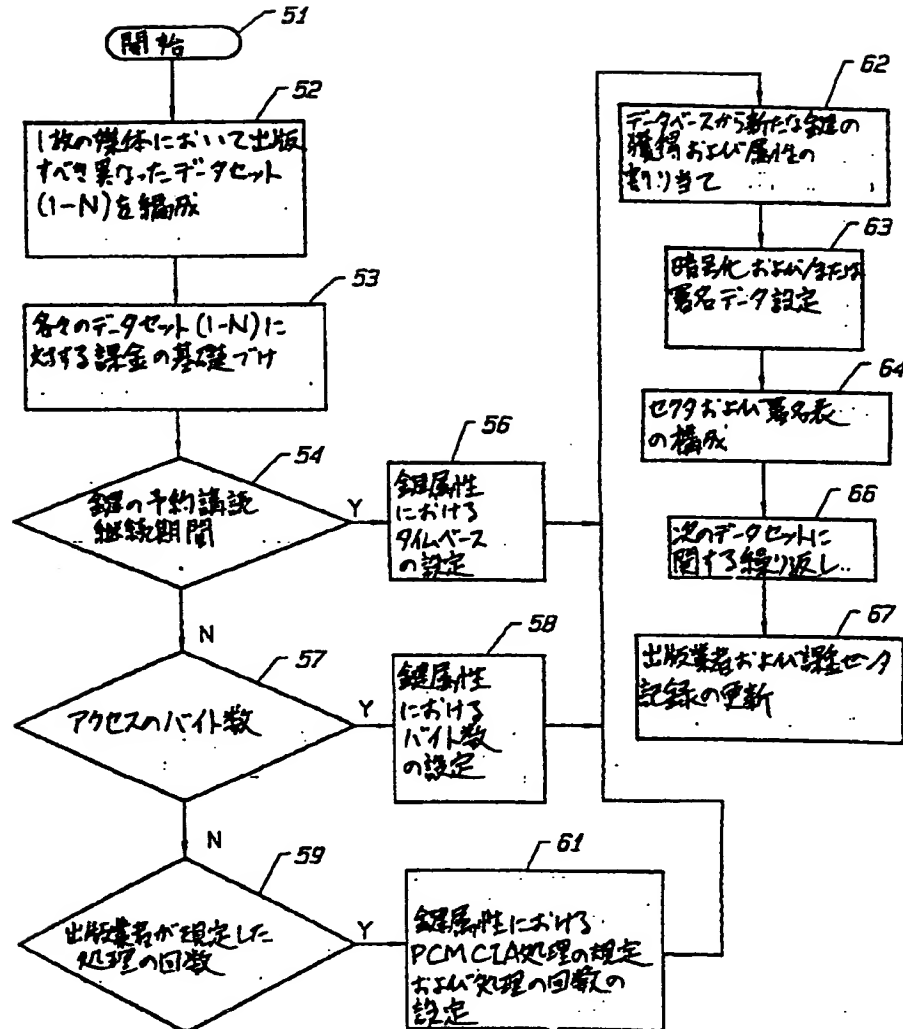 51
開始
52
1枚の媒体において出版
すべき異なったデータセット
(1-N)を編成
53
各々のデータセット(1-N)に
対する課金の基礎づけ
54
鍵の予約購読
継続期間
Y
56
鍵属性
における
タイムベース
の設定
N
57
アクセスのバイト数
Y
58
鍵属性
における
バイト数
の設定
N
59
出版業者が規定した
処理の回数
Y
61
鍵属性における
PCMCIA処理の規定
および処理の回数の
設定
62
データベースから新たな鍵の
獲得および属性の
割り当て
63
暗号化および/または
署名データ設定
64
セクタおよび署名表
の構成
66
次のデータセットに
関する繰り返し
67
出版業者および課金センタ
記録の更新